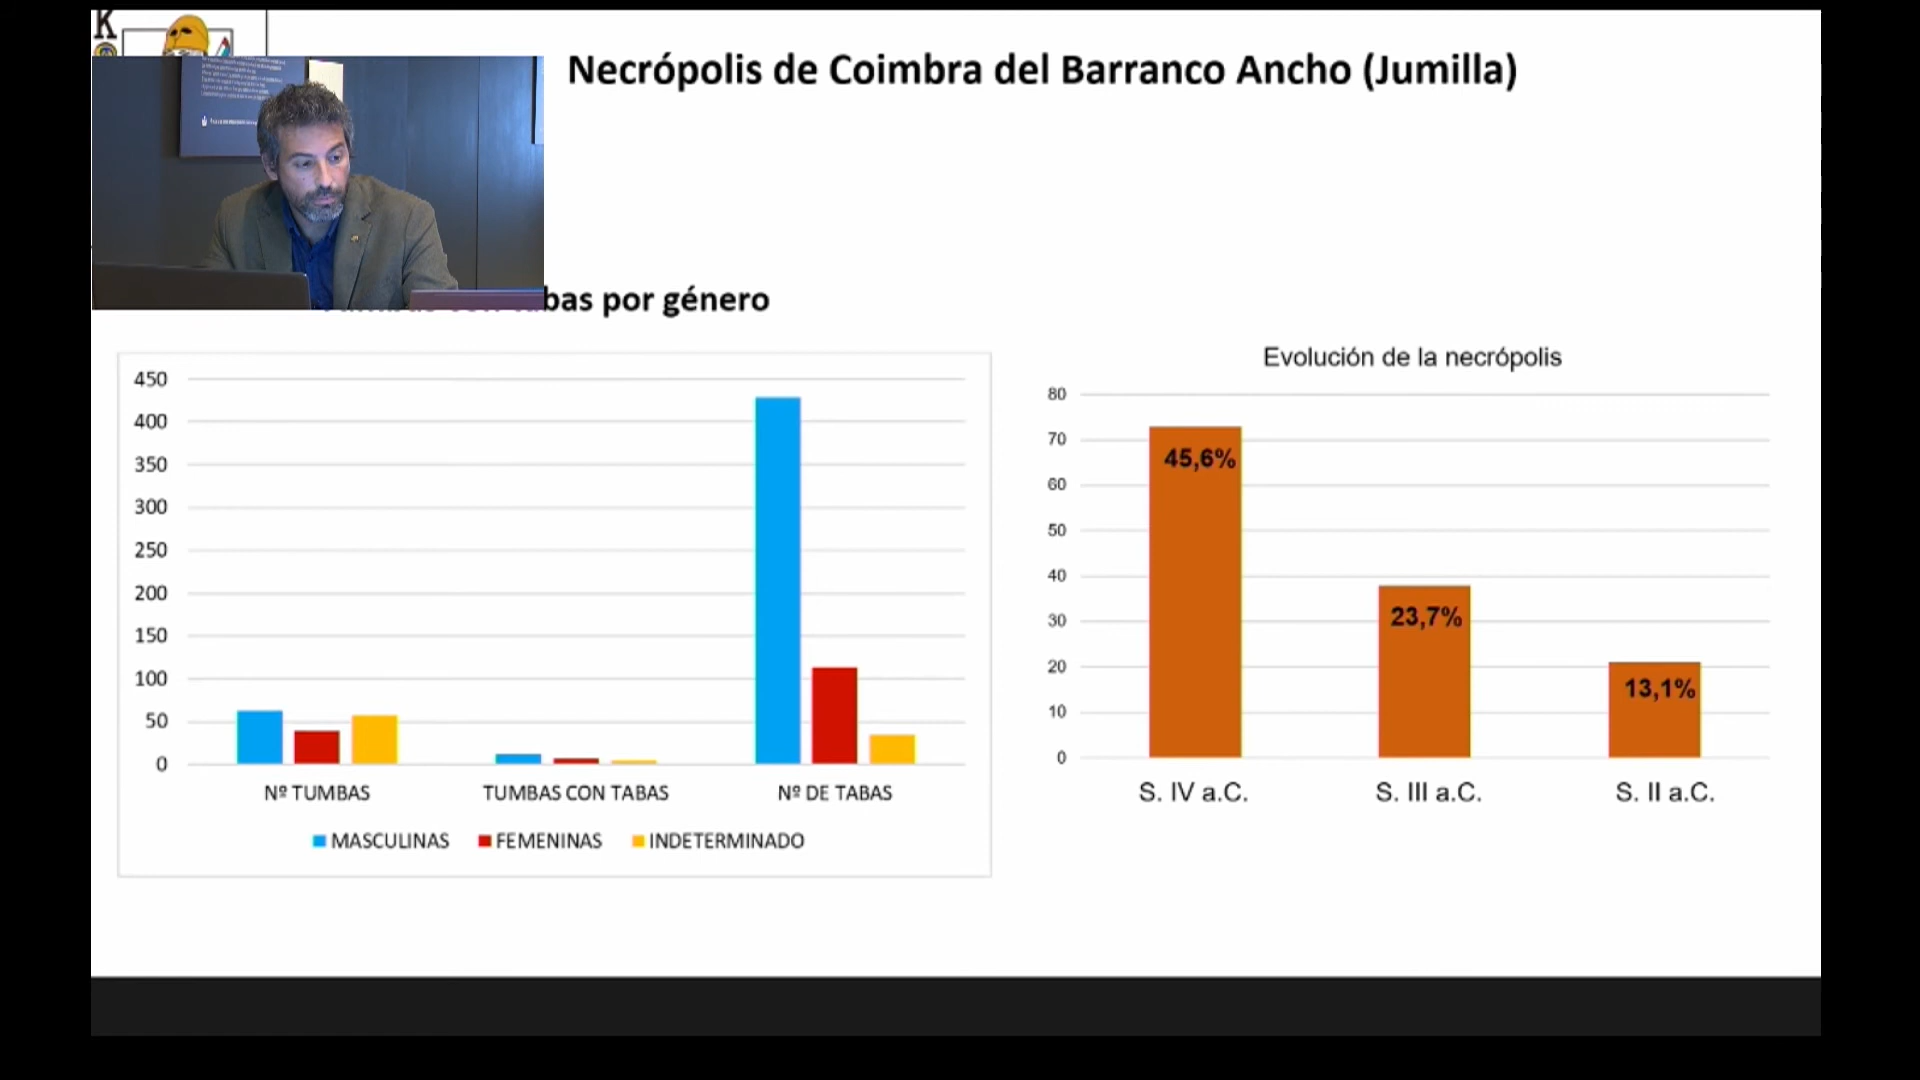 K
Necrópolis de Coimbra del Barranco Ancho (Jumilla)
bas por género
450
400
350
300
250
200
150
100
50
0
Nº TUMBAS
TUMBAS CON TABAS
Nº DE TABAS
MASCULINAS
FEMENINAS
INDETERMINADO
Evolución de la necrópolis
80
70
60
50
40
30
20
10
0
45,6%
23,7%
13,1%
S. IV a.C.
S. III a.C.
S. II a.C.